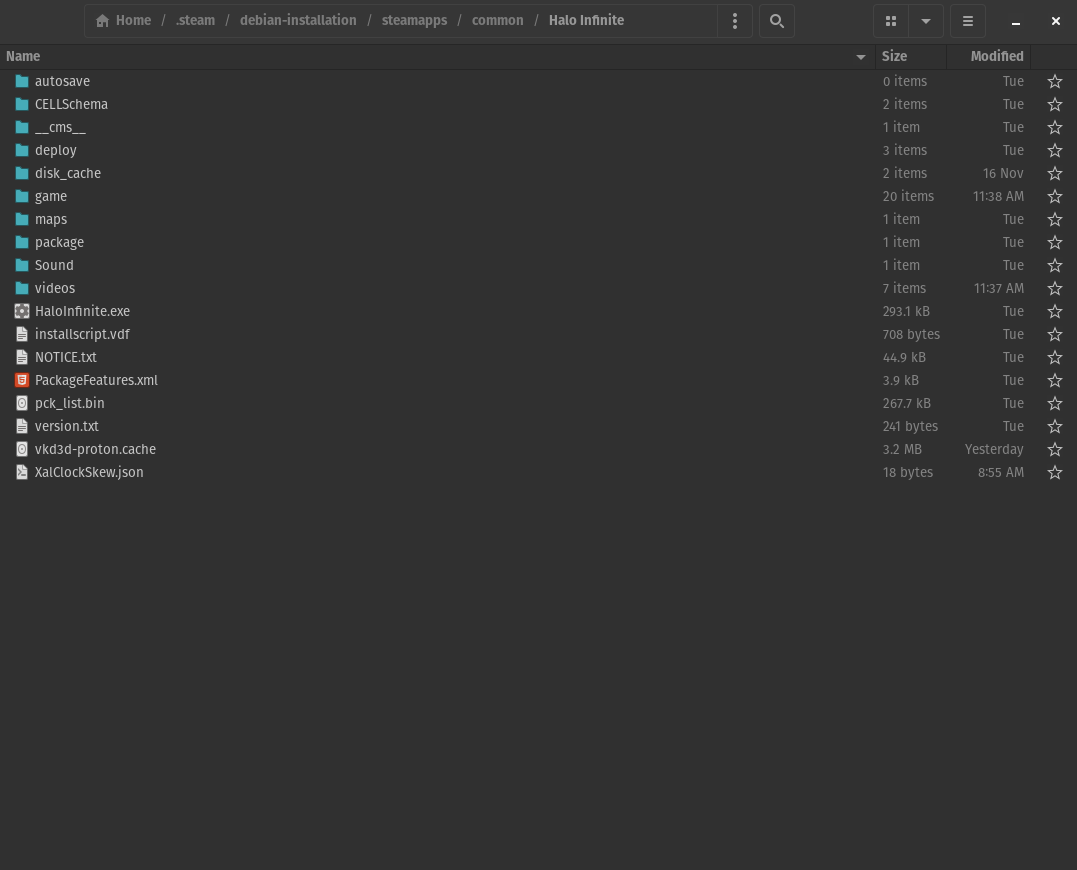 Home / .steam / debian-installation / steamapps / common / Halo Infinite
Name Size Modified
autosave 0 items Tue
CELLSchema 2 items Tue
__cms__ 1 item Tue
deploy 3 items Tue
disk_cache 2 items 16 Nov
game 20 items 11:38 AM
maps 1 item Tue
package 1 item Tue
Sound 1 item Tue
videos 7 items 11:37 AM
HaloInfinite.exe 293.1 kB Tue
installscript.vdf 708 bytes Tue
NOTICE.txt 44.9 kB Tue
PackageFeatures.xml 3.9 kB Tue
pck_list.bin 267.7 kB Tue
version.txt 241 bytes Tue
vkd3d-proton.cache 3.2 MB Yesterday
XalClockSkew.json 18 bytes 8:55 AM